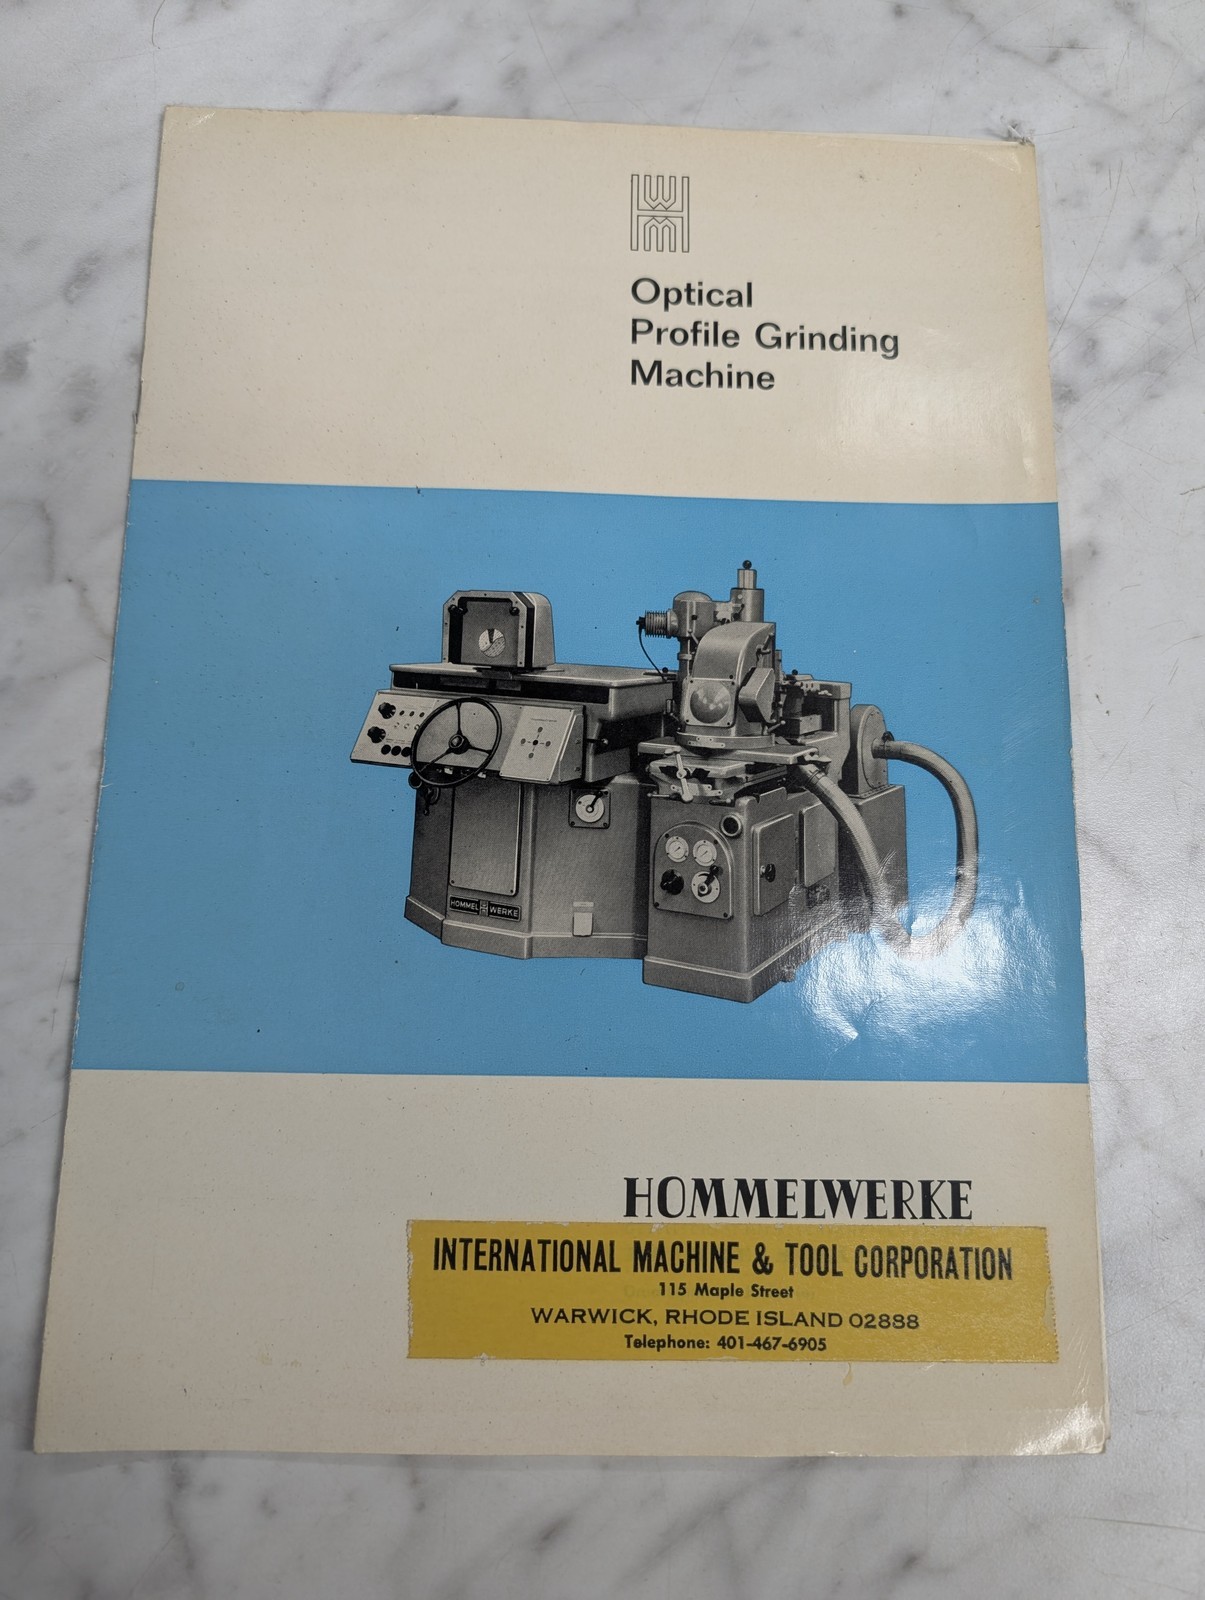 Optical
Profile Grinding
Machine
HOMMEL WERKE
HOMMELWERKE
INTERNATIONAL MACHINE & TOOL CORPORATION
115 Maple Street
WARWICK, RHODE ISLAND 02888
Telephone: 401-467-6905